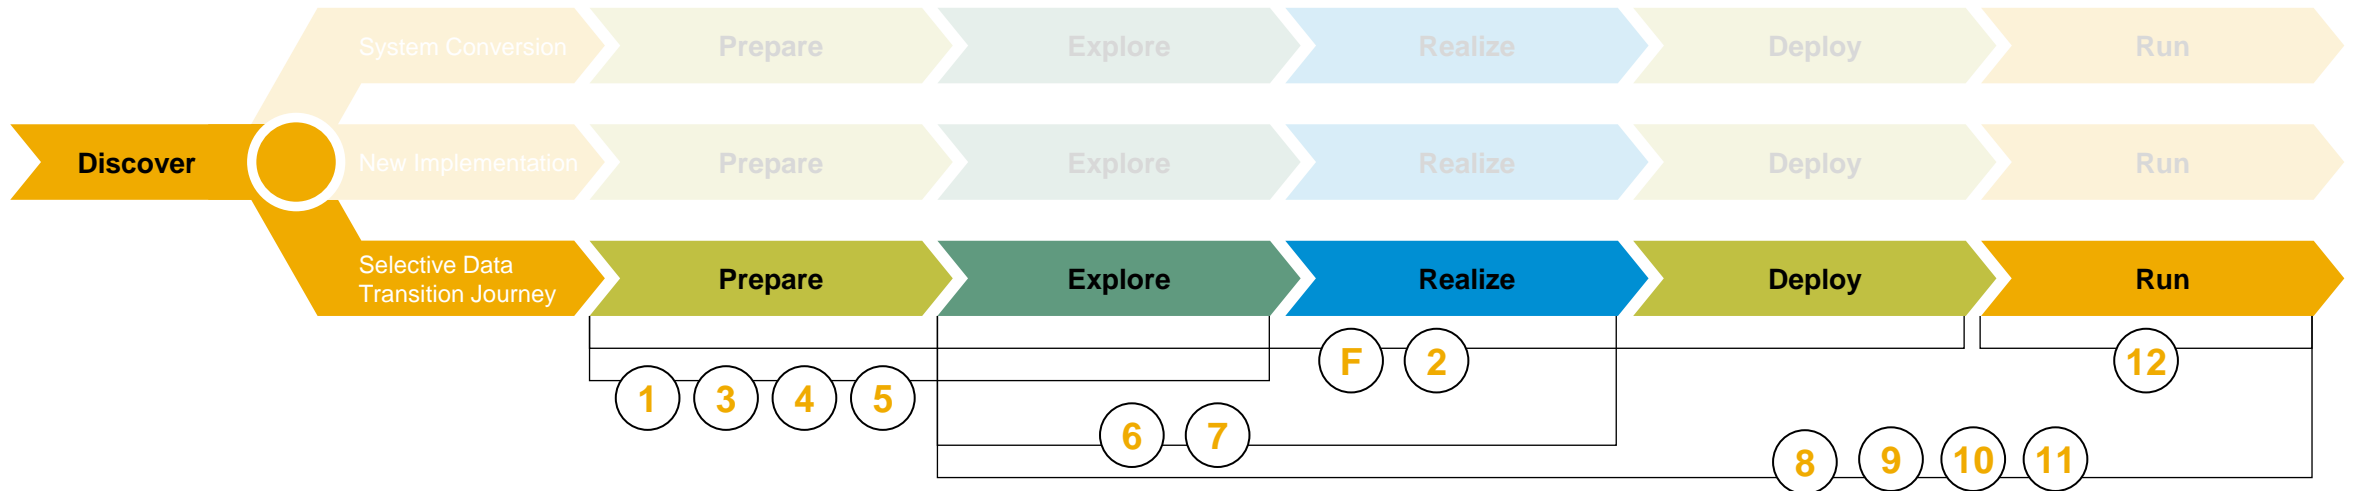 System Conversion
Prepare
Explore
Realize
Deploy
Run
Discover
New Implementation
Prepare
Explore
Realize
Deploy
Run
Selective Data
Transition Journey
Prepare
Explore
Realize
Deploy
Run
F
2
12
1
3
4
5
6
7
8
9
10
11